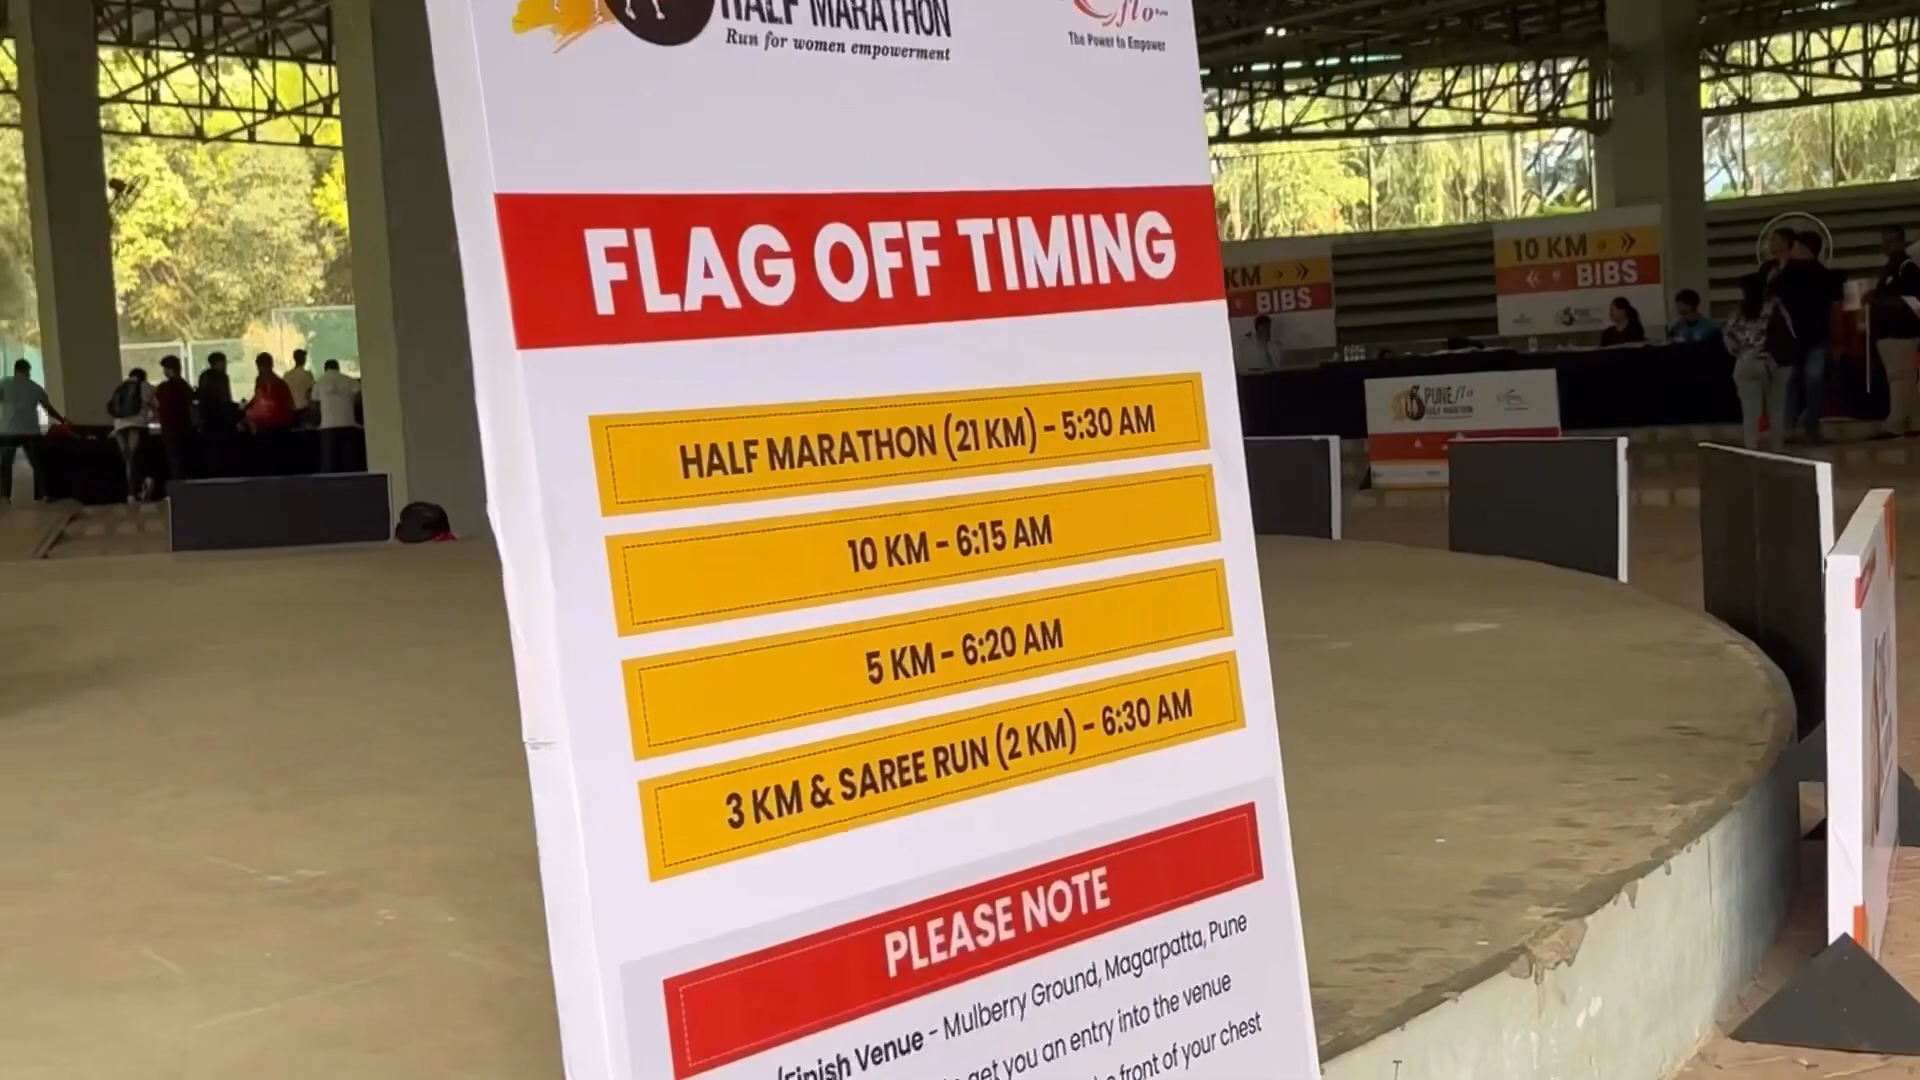 HALF MARATHON
Run for women empowerment
flo Pune
The Power to Empower
FLAG OFF TIMING
HALF MARATHON (21 KM) - 5:30 AM
10 KM - 6:15 AM
5 KM - 6:20 AM
3 KM & SAREE RUN (2 KM) - 6:30 AM
PLEASE NOTE
/Finish Venue - Mulberry Ground, Magarpatta, Pune
get you an entry into the venue
front of your chest
KM
BIBS
10 KM
BIBS
PUNE flo
HALF MARATHON